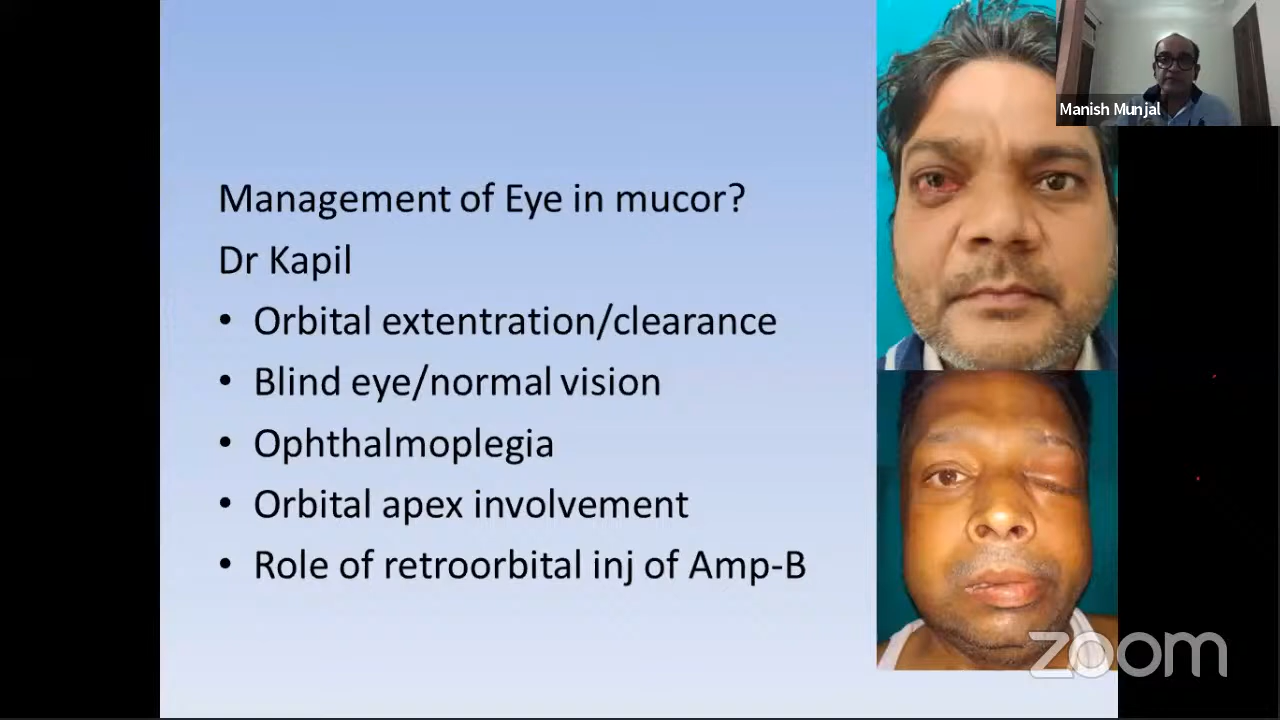 Management of Eye in mucor?
Dr Kapil
• Orbital extentration/clearance
• Blind eye/normal vision
• Ophthalmoplegia
• Orbital apex involvement
• Role of retroorbital inj of Amp-B
Manish Munjal
zoom